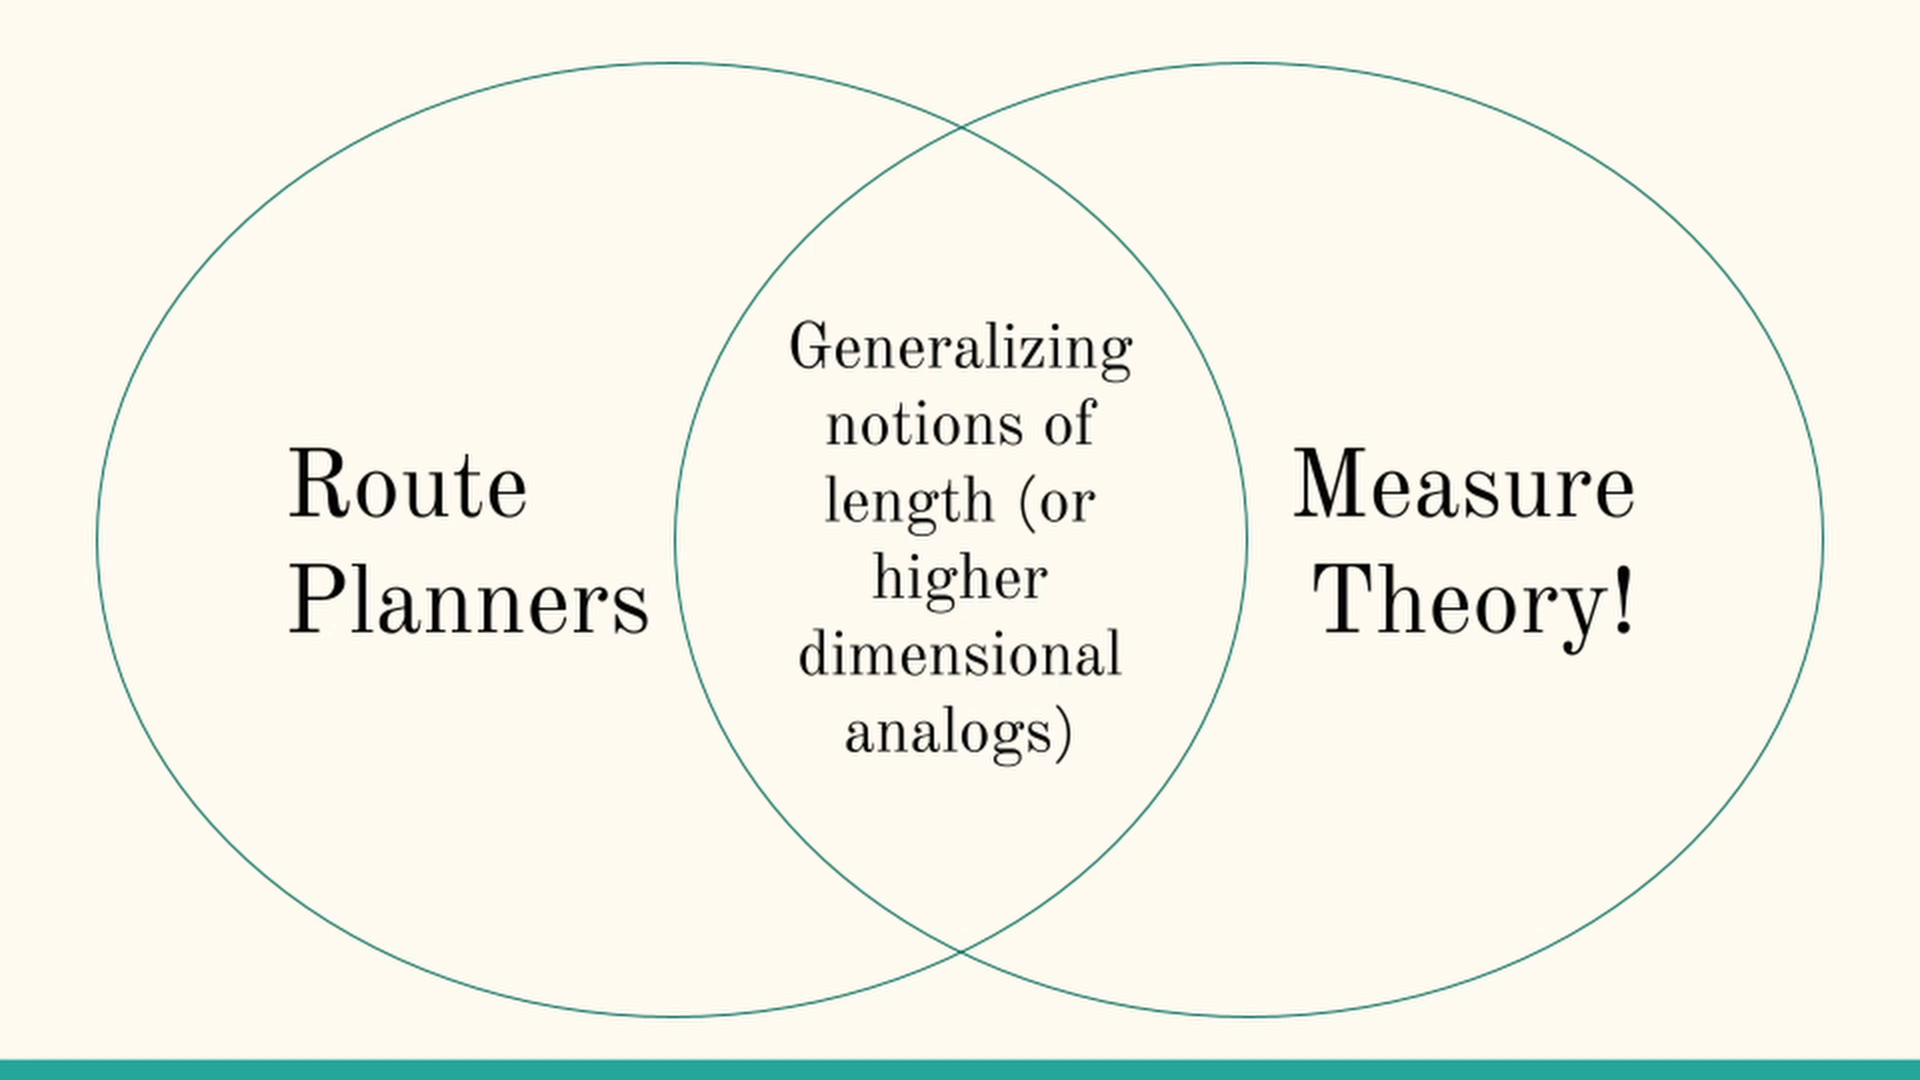 Route
Planners
Generalizing
notions of
length (or
higher
dimensional
analogs)
Measure
Theory!